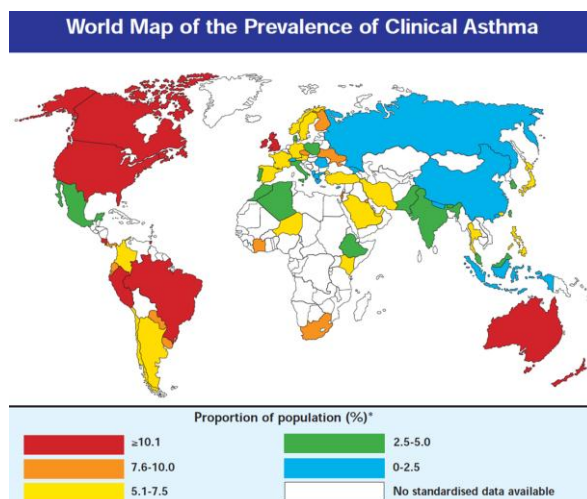 World Map of the Prevalence of Clinical Asthma
Proportion of population (%)*
≥10.1
2.5-5.0
7.6-10.0
0-2.5
5.1-7.5
No standardised data available